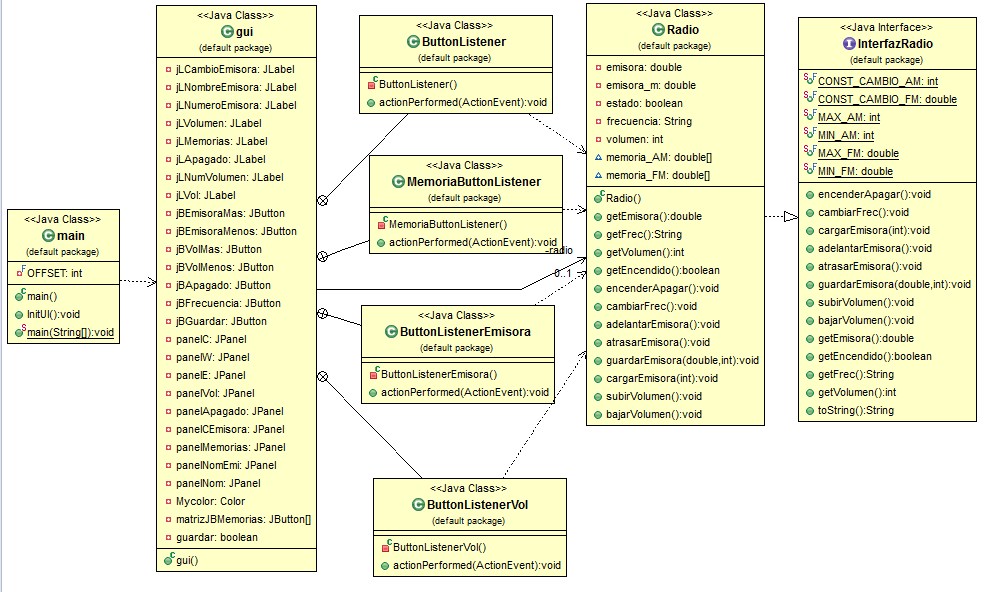 <<Java Class>>
main
(default package)
OFFSET: int
main()
InitUI():void
main(String[]):void
<<Java Class>>
gui
(default package)
jLCambioEmisora: JLabel
jLNombreEmisora: JLabel
jLNumeroEmisora: JLabel
jLVolumen: JLabel
jLMemorias: JLabel
jLApagado: JLabel
jLNumVolumen: JLabel
jLVol: JLabel
jBEmisoraMas: JButton
jBEmisoraMenos: JButton
jBVolMas: JButton
jBVolMenos: JButton
jBApagado: JButton
jBFrecuencia: JButton
jBGuardar: JButton
panelC: JPanel
panelW: JPanel
panelE: JPanel
panelVol: JPanel
panelApagado: JPanel
panelCEmisora: JPanel
panelMemorias: JPanel
panelNomEmi: JPanel
panelNom: JPanel
Mycolor: Color
matrizJBMemorias: JButton[]
guardar: boolean
gui()
<<Java Class>>
ButtonListener
(default package)
ButtonListener()
actionPerformed(ActionEvent):void
<<Java Class>>
MemoriaButtonListener
(default package)
MemoriaButtonListener()
actionPerformed(ActionEvent):void
-radio
0..1
<<Java Class>>
ButtonListenerEmisora
(default package)
ButtonListenerEmisora()
actionPerformed(ActionEvent):void
<<Java Class>>
ButtonListenerVol
(default package)
ButtonListenerVol()
actionPerformed(ActionEvent):void
<<Java Class>>
Radio
(default package)
emisora: double
emisora_m: double
estado: boolean
frecuencia: String
volumen: int
memoria_AM: double[]
memoria_FM: double[]
Radio()
getEmisora():double
getFrec():String
getVolumen():int
getEncendido():boolean
encenderApagar():void
cambiarFrec():void
adelantarEmisora():void
atrasarEmisora():void
guardarEmisora(double,int):void
cargarEmisora(int):void
subirVolumen():void
bajarVolumen():void
<<Java Interface>>
InterfazRadio
(default package)
CONST_CAMBIO_AM: int
CONST_CAMBIO_FM: double
MAX_AM: int
MIN_AM: int
MAX_FM: double
MIN_FM: double
encenderApagar():void
cambiarFrec():void
cargarEmisora(int):void
adelantarEmisora():void
atrasarEmisora():void
guardarEmisora(double,int):void
subirVolumen():void
bajarVolumen():void
getEmisora():double
getEncendido():boolean
getFrec():String
getVolumen():int
toString():String